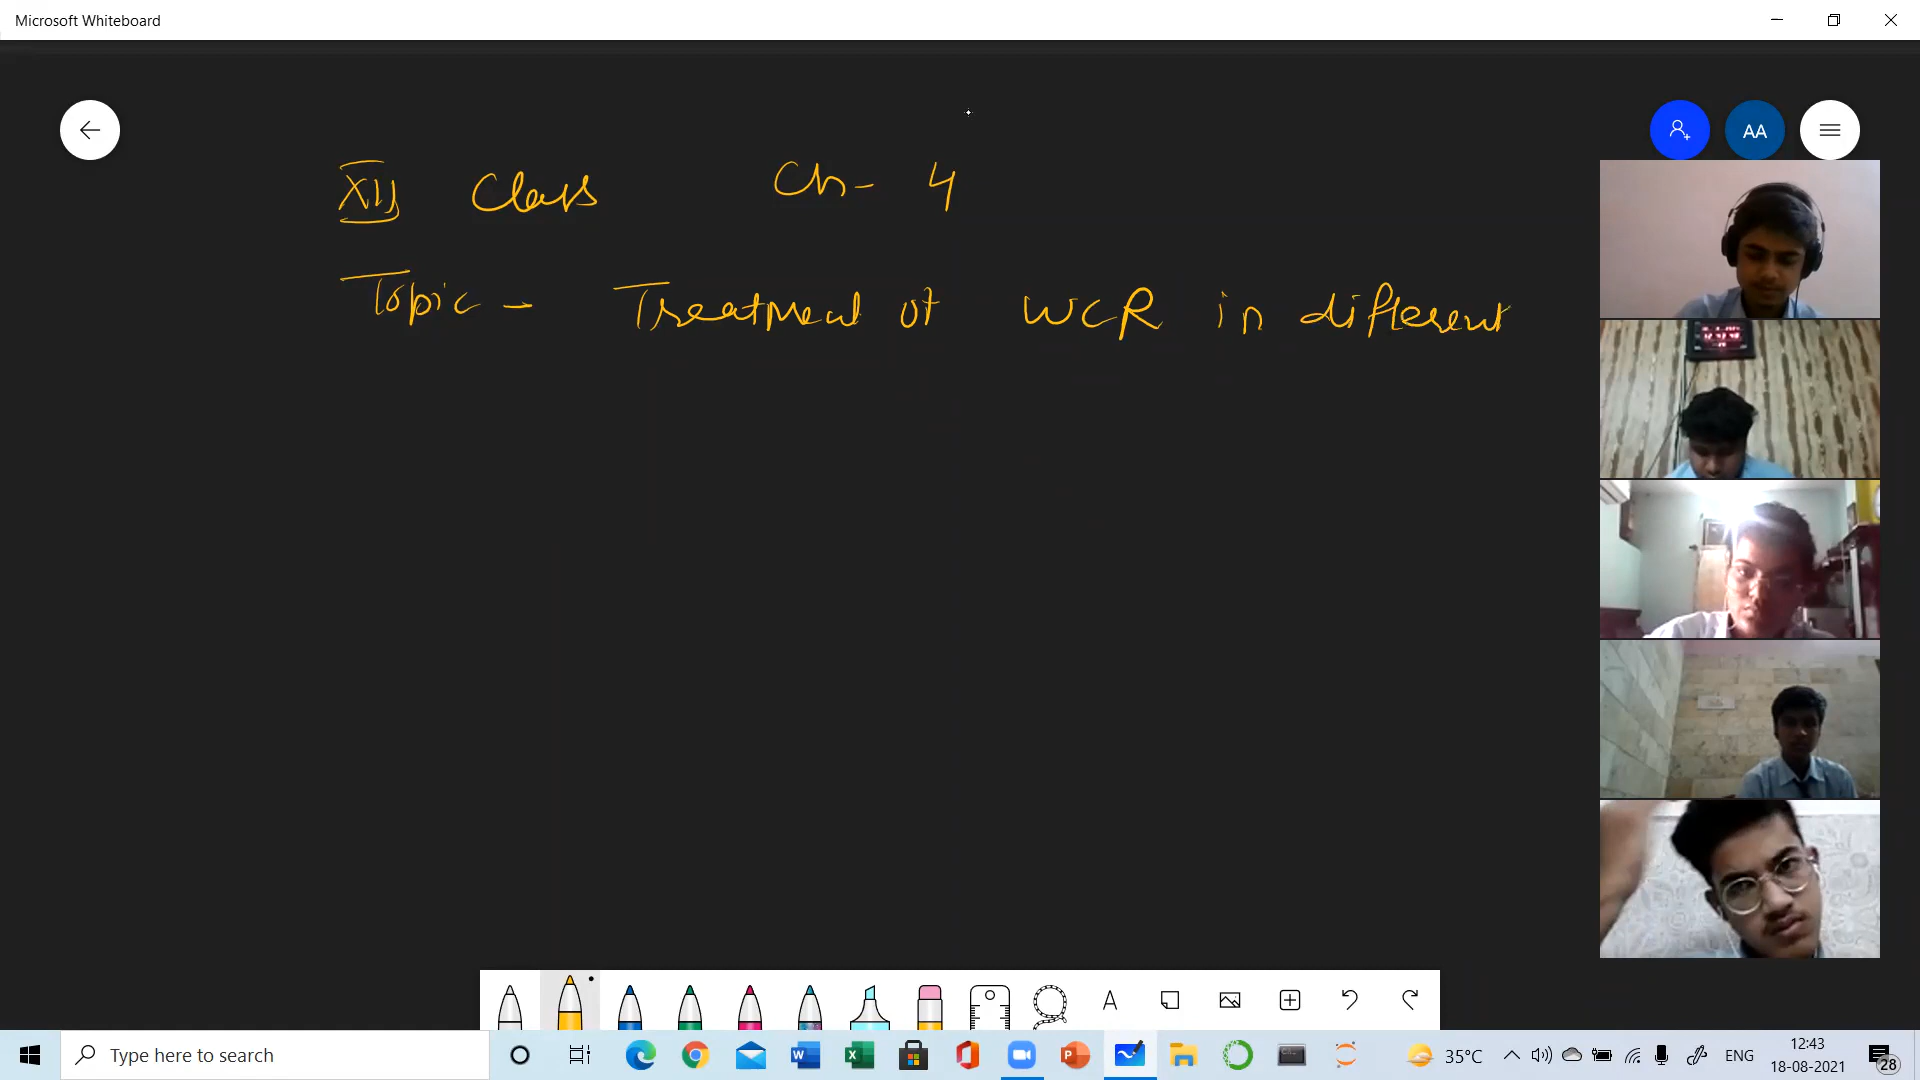 Microsoft Whiteboard
AA
XII Class Ch- 4
Topic - Treatment of WCR in different
A
Type here to search
35°C
ENG
12:43
18-08-2021
28